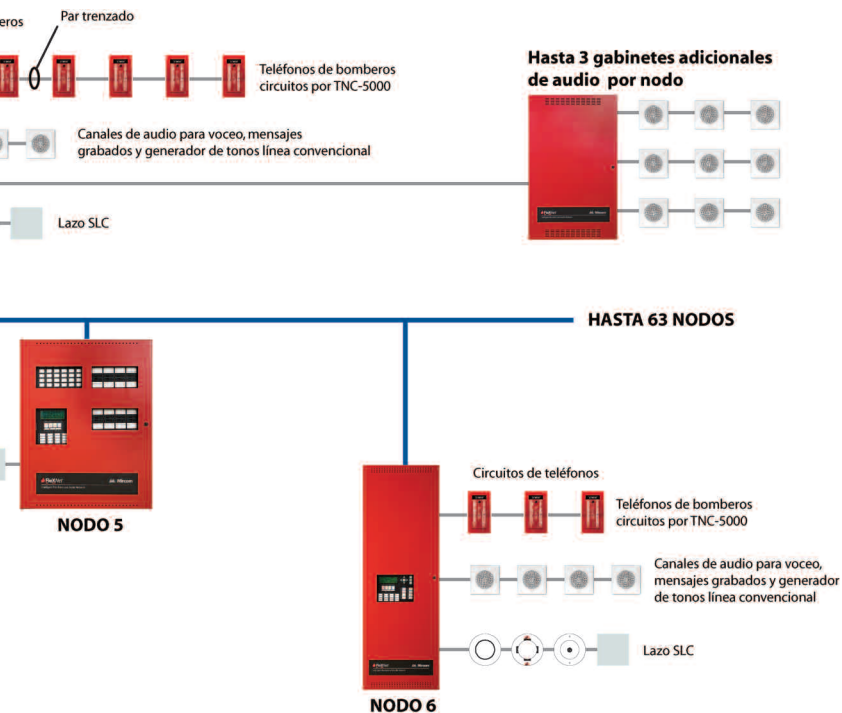 Par trenzado
Teléfonos de bomberos
circuitos por TNC-5000
Hasta 3 gabinetes adicionales
de audio por nodo
Canales de audio para voceo, mensajes
grabados y generador de tonos línea convencional
Lazo SLC
HASTA 63 NODOS
NODO 5
Circuitos de teléfonos
Teléfonos de bomberos
circuitos por TNC-5000
Canales de audio para voceo,
mensajes grabados y generador
de tonos línea convencional
Lazo SLC
NODO 6